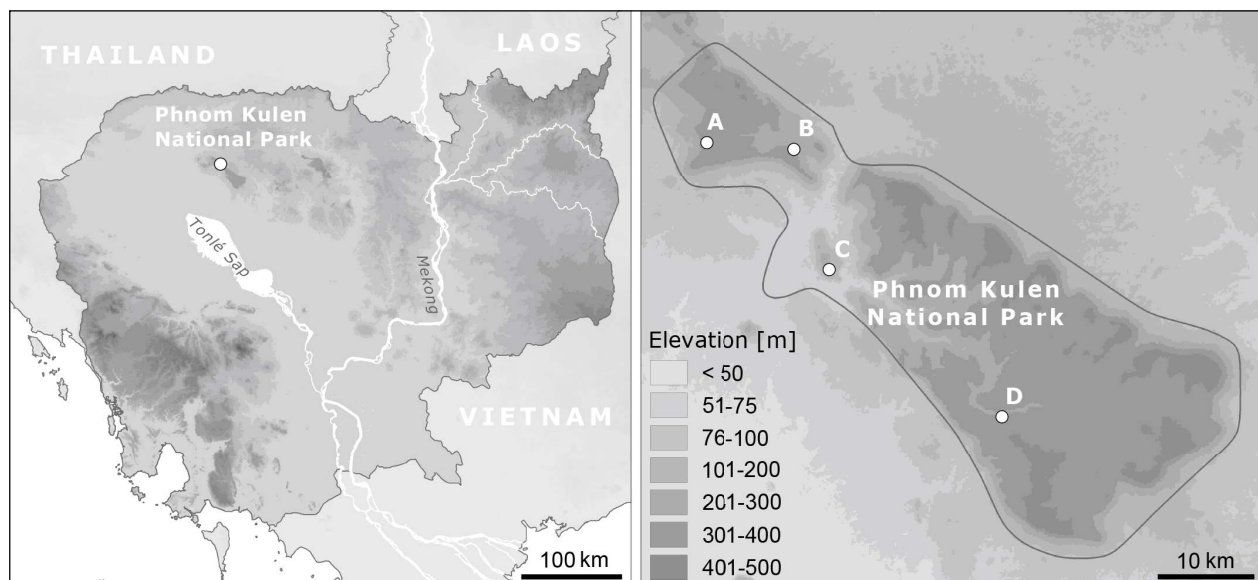 THAILAND
LAOS
Phnom Kulen
National Park
Tonlé Sap
Mekong
VIETNAM
100 km
A
B
C
Phnom Kulen
National Park
D
Elevation [m]
< 50
51-75
76-100
101-200
201-300
301-400
401-500
10 km